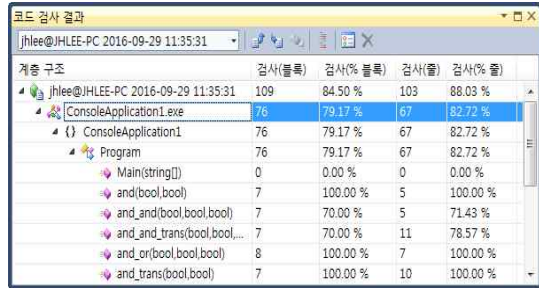 코드 검사 결과
jhlee@JHLEE-PC 2016-09-29 11:35:31
계층 구조 검사(블록) 검사(% 블록) 검사(줄) 검사(% 줄)
jhlee@JHLEE-PC 2016-09-29 11:35:31 109 84.50 % 103 88.03 %
ConsoleApplication1.exe 76 79.17 % 67 82.72 %
{} ConsoleApplication1 76 79.17 % 67 82.72 %
Program 76 79.17 % 67 82.72 %
Main(string[]) 0 0.00 % 0 0.00 %
and(bool,bool) 7 100.00 % 5 100.00 %
and_and(bool,bool,bool) 7 70.00 % 5 71.43 %
and_and_trans(bool,bool,... 7 70.00 % 11 78.57 %
and_or(bool,bool,bool) 8 100.00 % 7 100.00 %
and_trans(bool,bool) 7 100.00 % 10 100.00 %